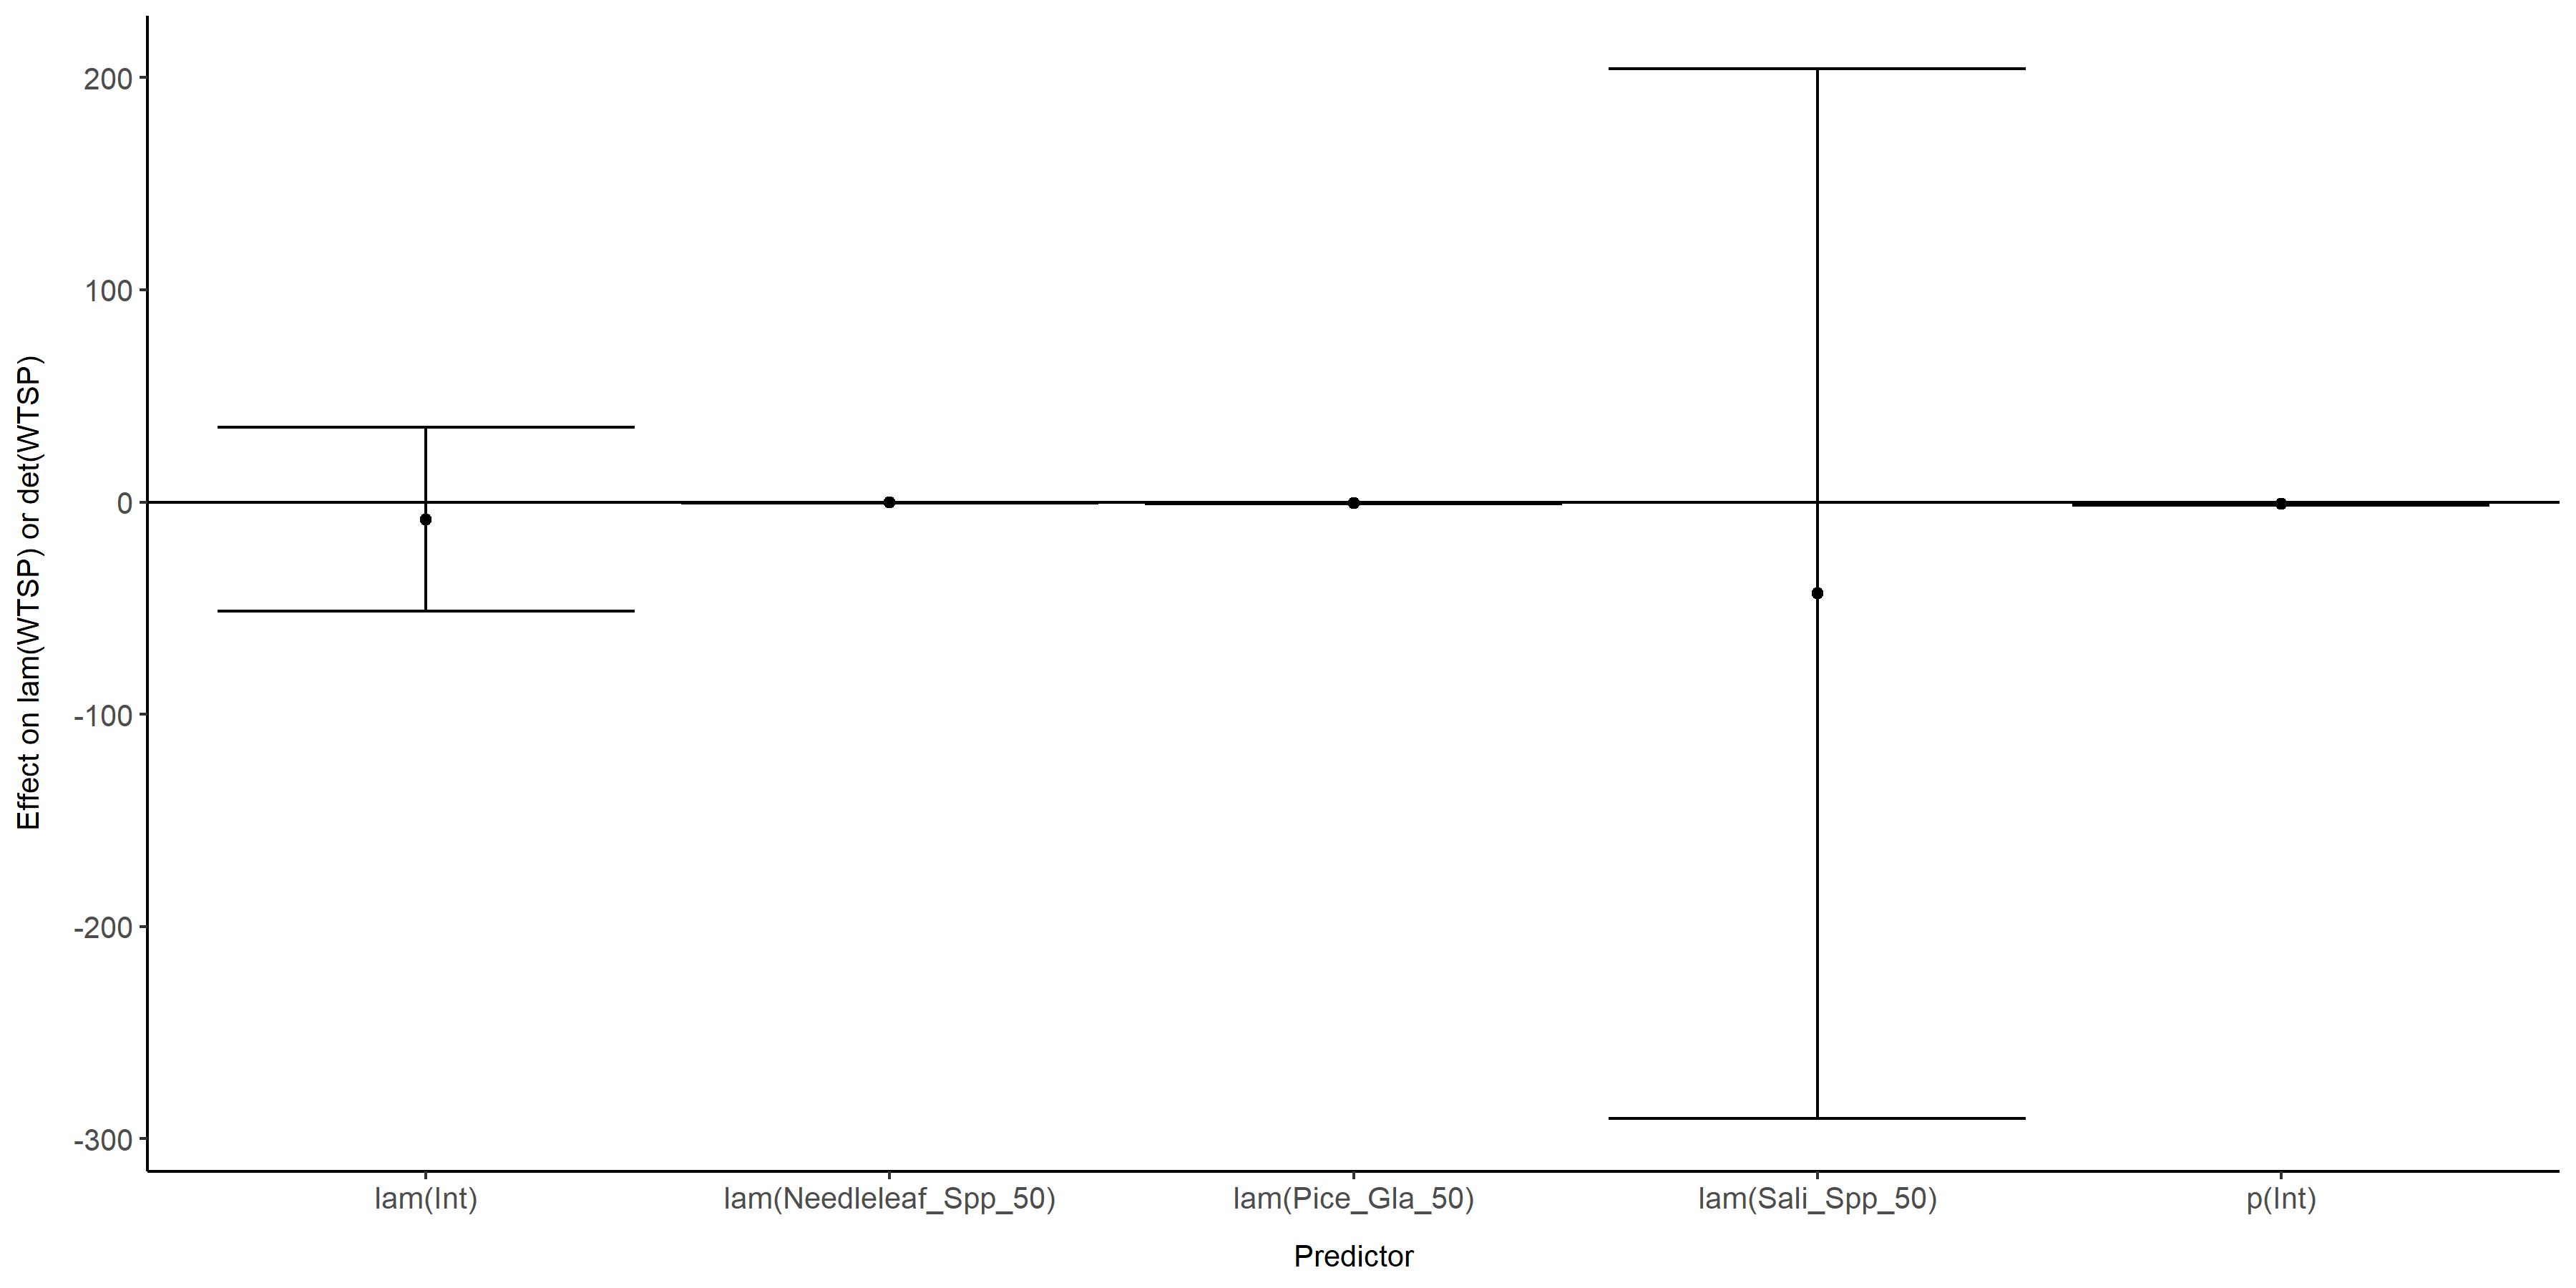 Effect on lam(WTSP) or det(WTSP)
200
100
0
-100
-200
-300
lam(Int) lam(Needleleaf_Spp_50) lam(Pice_Gla_50) lam(Sali_Spp_50) p(Int)
Predictor